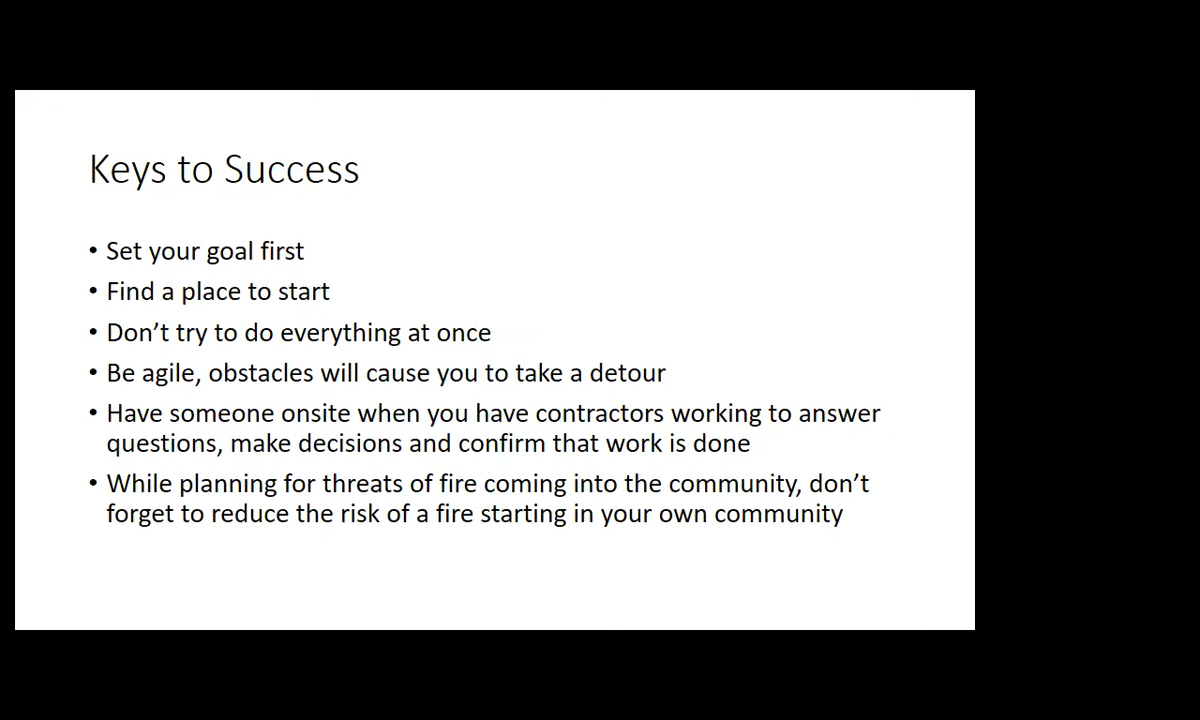 Keys to Success
• Set your goal first
• Find a place to start
• Don’t try to do everything at once
• Be agile, obstacles will cause you to take a detour
• Have someone onsite when you have contractors working to answer
questions, make decisions and confirm that work is done
• While planning for threats of fire coming into the community, don’t
forget to reduce the risk of a fire starting in your own community